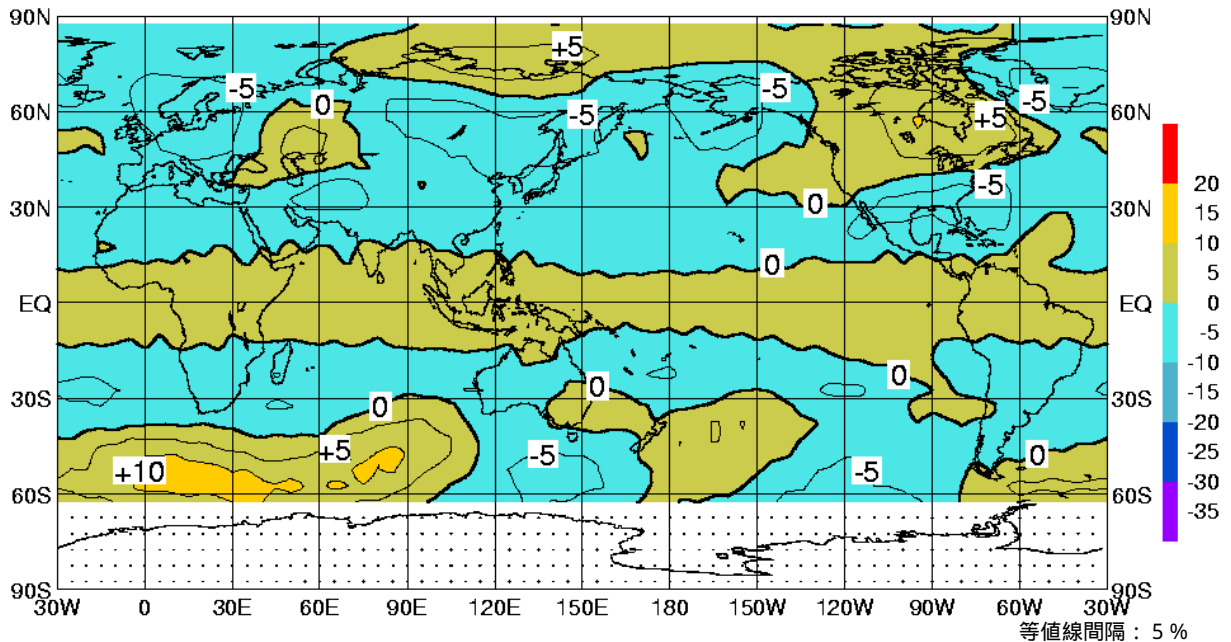 90N 90N
+5
-5 -5 -5
60N 0 -5 +5 60N
-5
20
30N 0 30N
15
10
0
5
EQ EQ 0
-5
0
-10
0
30S 0 30S -15
-20
+5
+10 -5 -5 0
-30
60S 60S
-35
90S 90S
30W 0 30E 60E 90E 120E 150E 180 150W 120W 90W 60W 30W
等値線間隔： 5 %